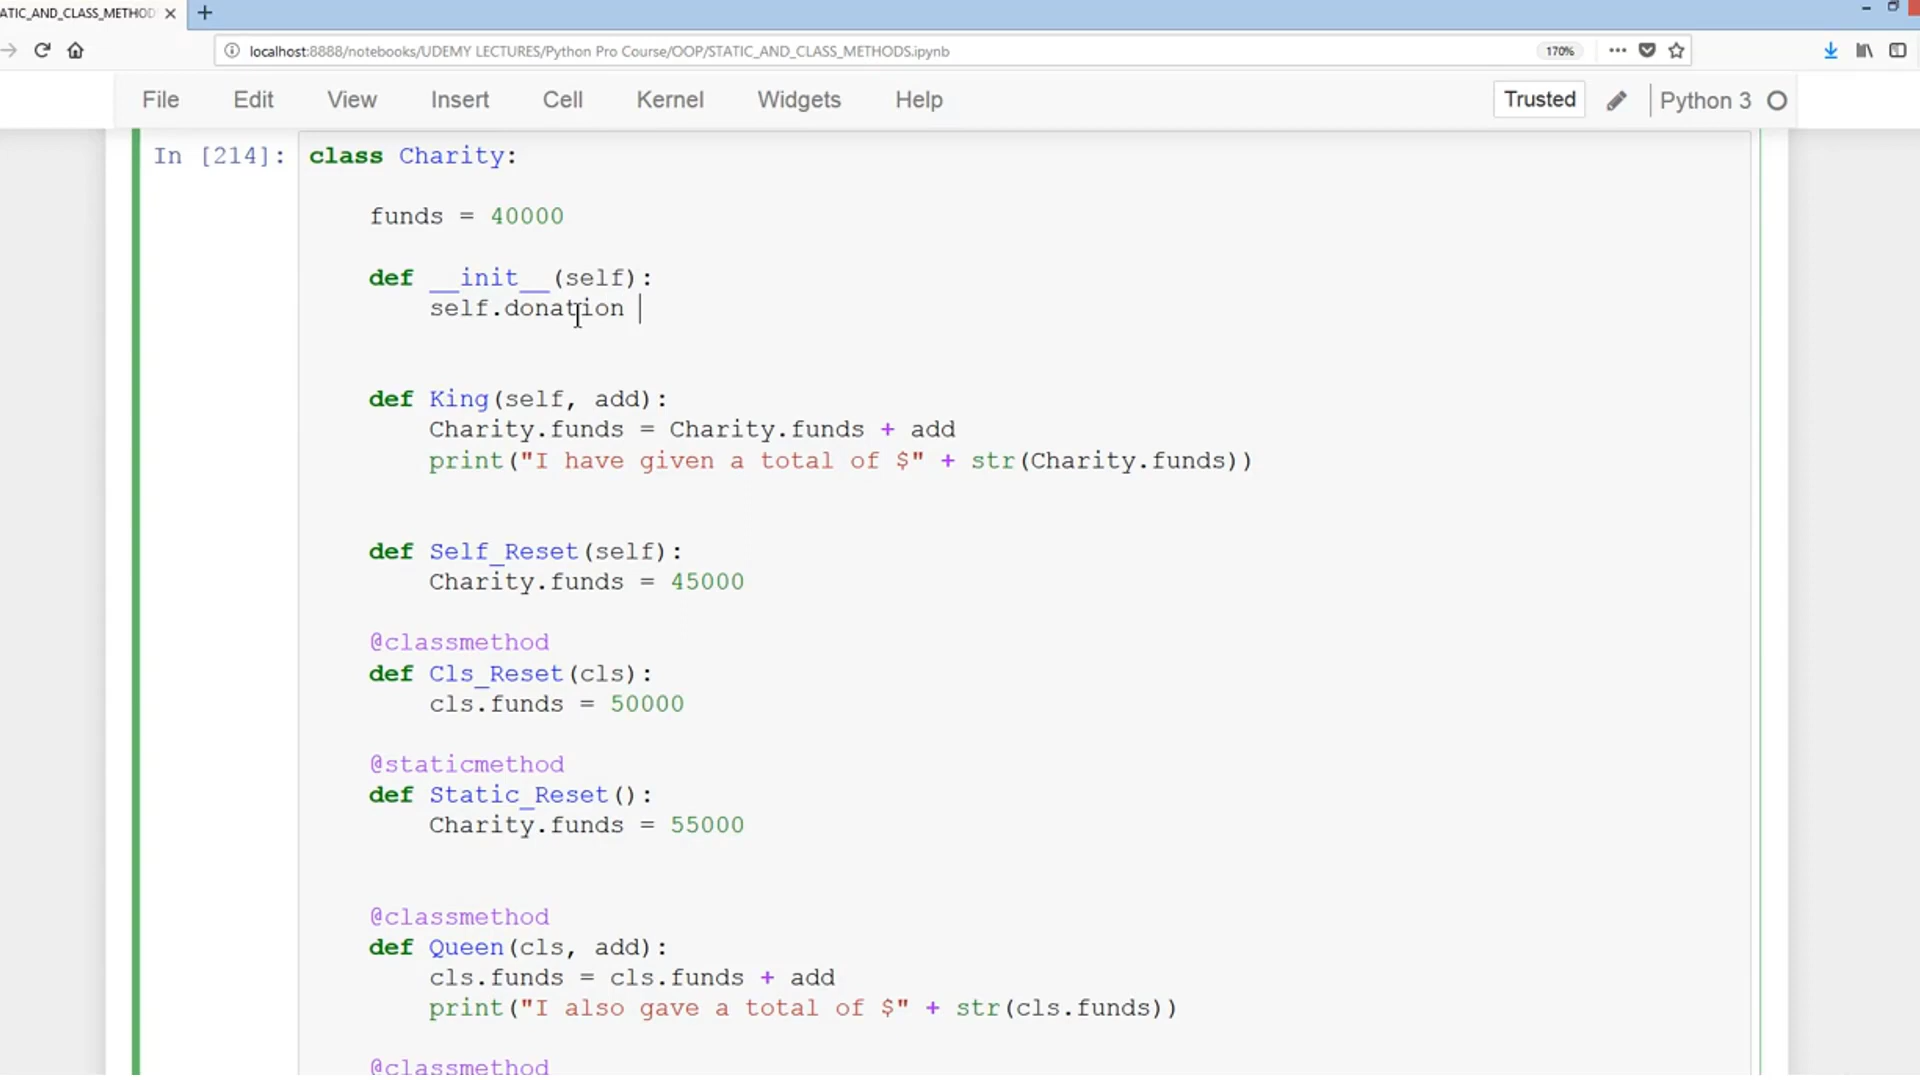 ATIC_AND_CLASS_METHOD
localhost:8888/notebooks/UDEMY LECTURES/Python Pro Course/OOP/STATIC_AND_CLASS_METHODS.ipynb 170%
File Edit View Insert Cell Kernel Widgets Help Trusted Python 3
In [214]: class Charity:
funds = 40000
def __init__(self):
self.donation
def King(self, add):
Charity.funds = Charity.funds + add
print("I have given a total of $" + str(Charity.funds))
def Self_Reset(self):
Charity.funds = 45000
@classmethod
def Cls_Reset(cls):
cls.funds = 50000
@staticmethod
def Static_Reset():
Charity.funds = 55000
@classmethod
def Queen(cls, add):
cls.funds = cls.funds + add
print("I also gave a total of $" + str(cls.funds))
@classmethod